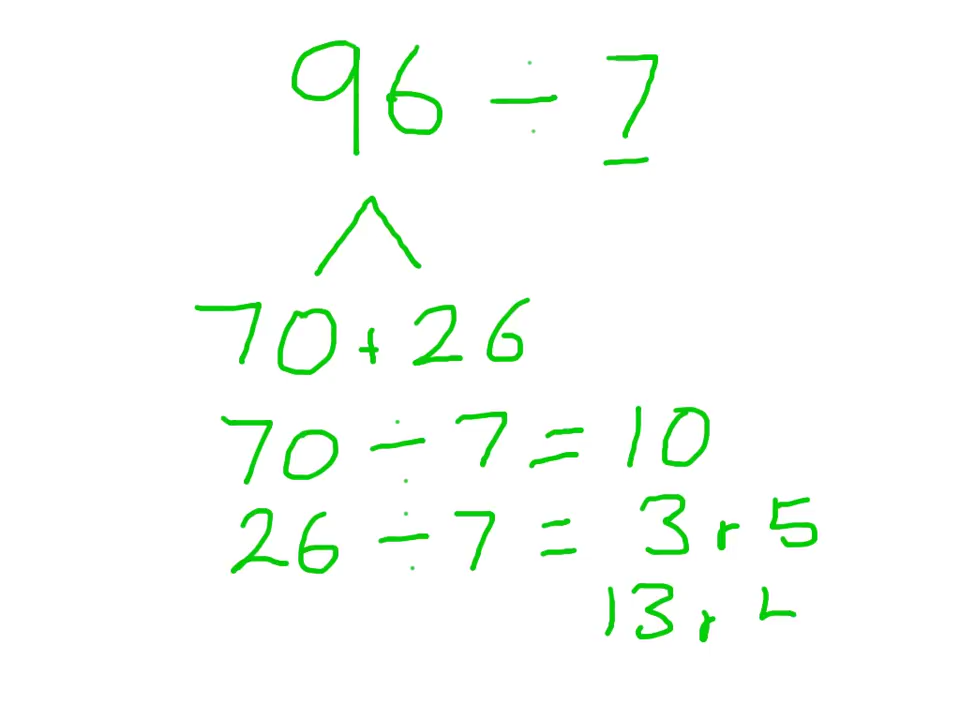 96 ÷ 7
70 + 26
70 ÷ 7 = 10
26 ÷ 7 = 3 r 5
13 r